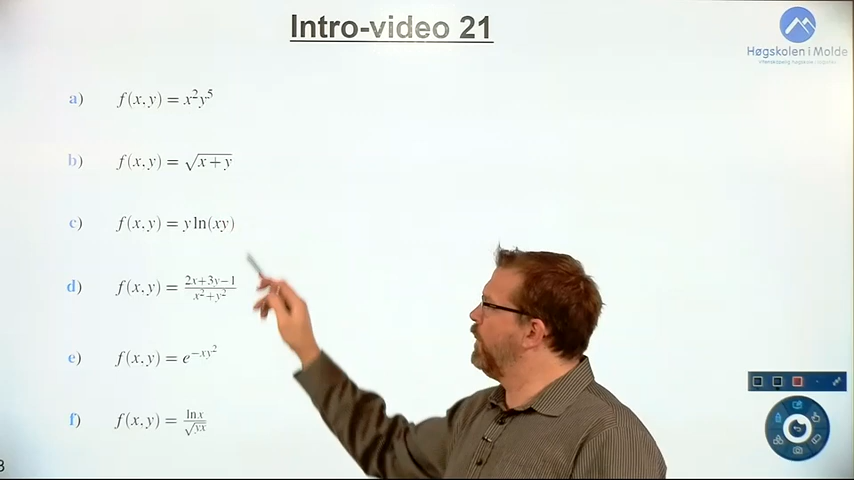 Intro-video 21
Høgskolen i Molde
a) f(x,y) = x²y⁵
b) f(x,y) = √(x+y)
c) f(x,y) = y ln(xy)
d) f(x,y) = (2x+3y−1)/(x²+y²)
e) f(x,y) = e^(−xy²)
f) f(x,y) = ln x/√(yx)